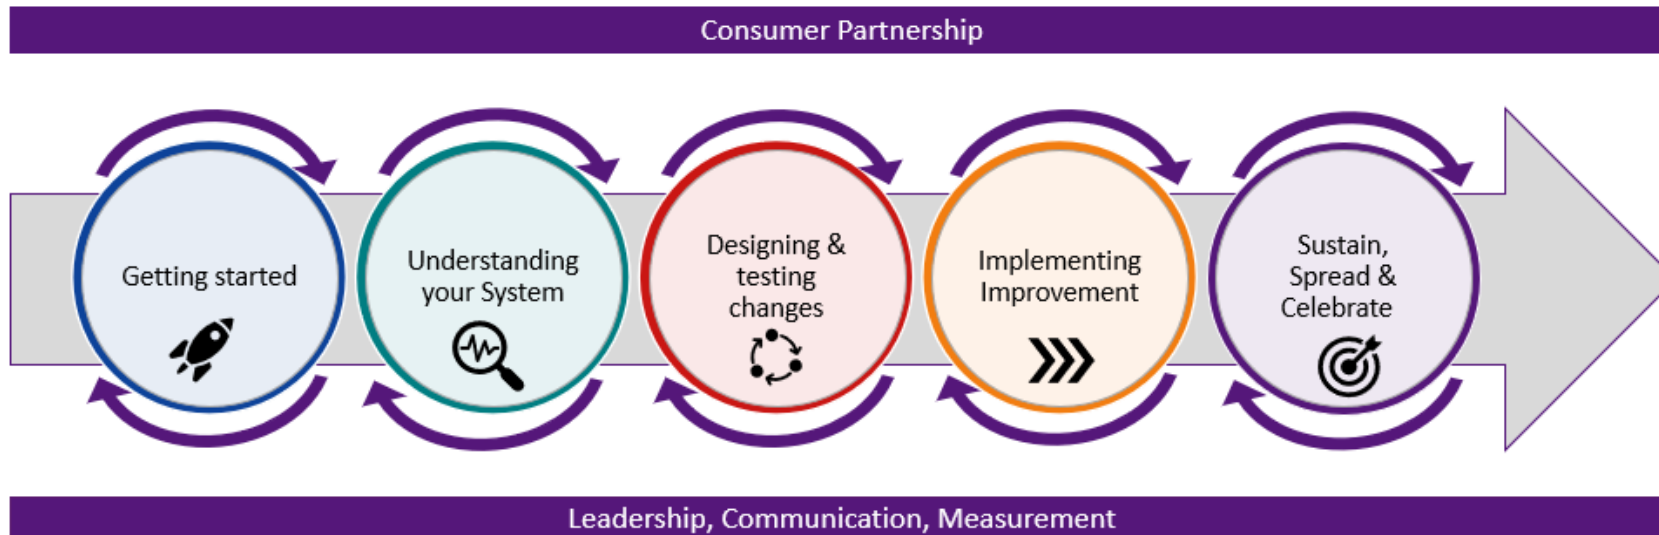 Consumer Partnership
Getting started
Understanding
your System
Designing &
testing
changes
Implementing
Improvement
Sustain,
Spread &
Celebrate
Leadership, Communication, Measurement